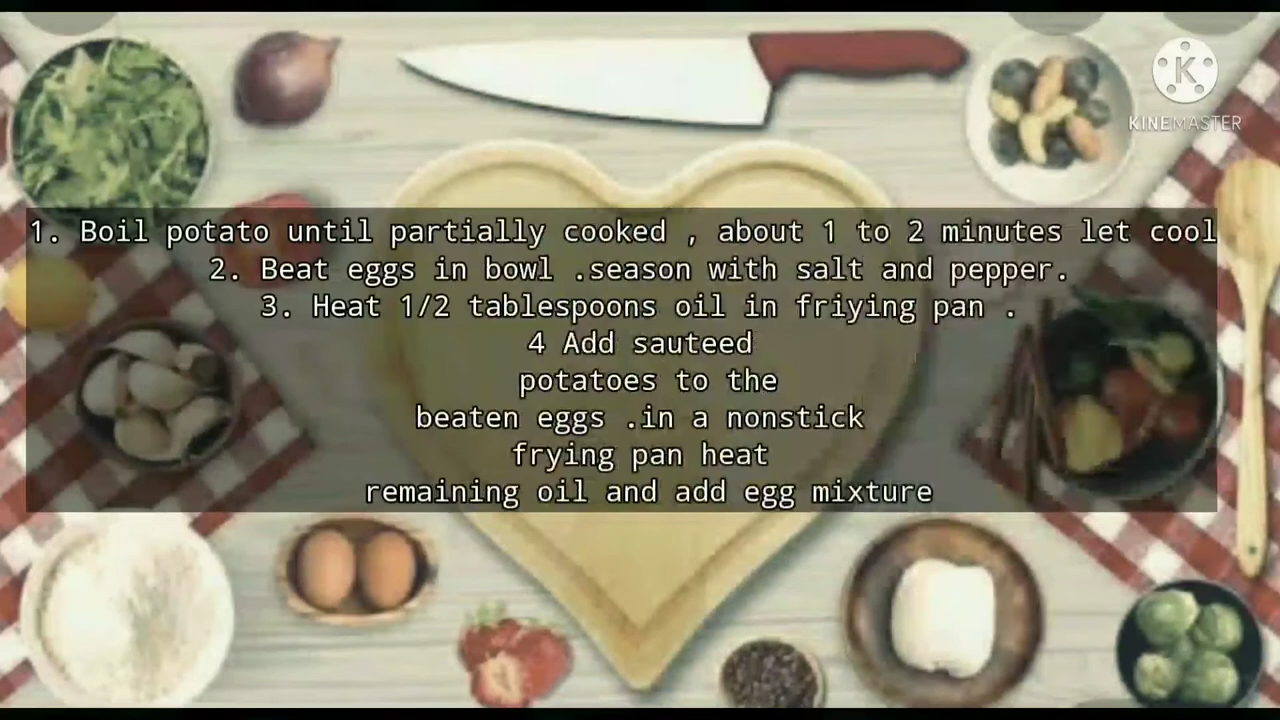 KINEMASTER
1. Boil potato until partially cooked , about 1 to 2 minutes let cool
2. Beat eggs in bowl .season with salt and pepper.
3. Heat 1/2 tablespoons oil in friying pan .
4 Add sauteed
potatoes to the
beaten eggs .in a nonstick
frying pan heat
remaining oil and add egg mixture